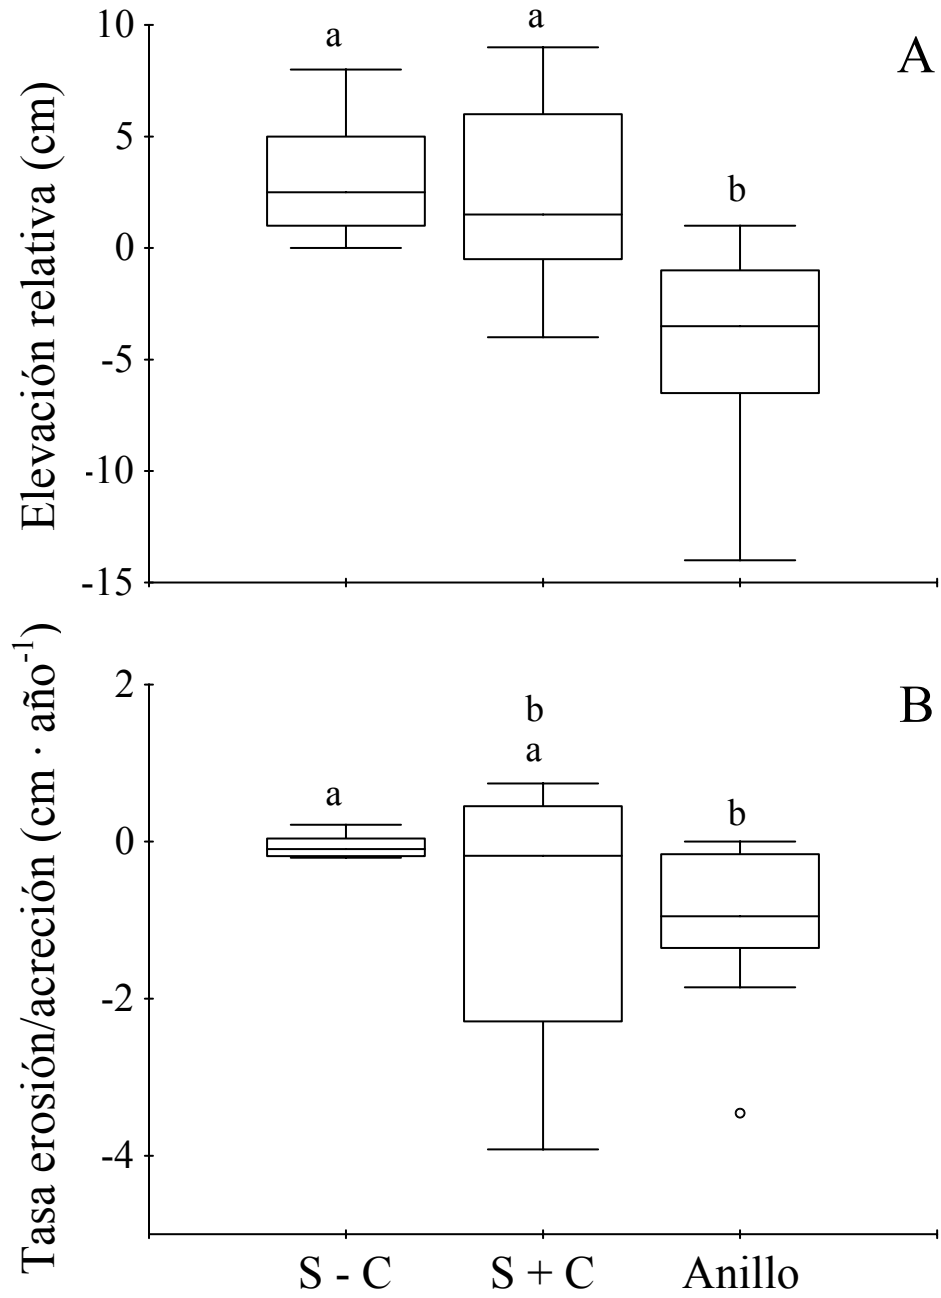 10
5
0
-5
-10
-15
Elevación relativa (cm)
a
a
b
A
2
0
-2
-4
Tasa erosión/acreción (cm · año⁻¹)
a
b
a
b
B
S - C
S + C
Anillo